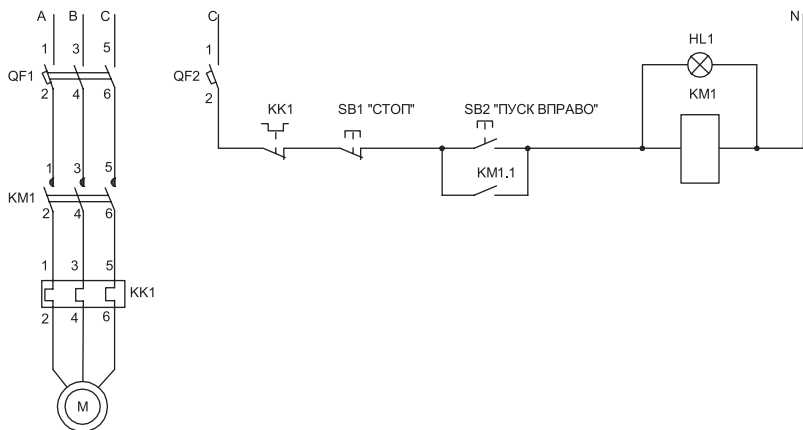 A B C
1 3 5
QF1
2 4 6
1 3 5
KM1
2 4 6
1 3 5
KK1
2 4 6
M
C
1
QF2
2
KK1
SB1 "СТОП"
SB2 "ПУСК ВПРАВО"
KM1.1
HL1
KM1
N